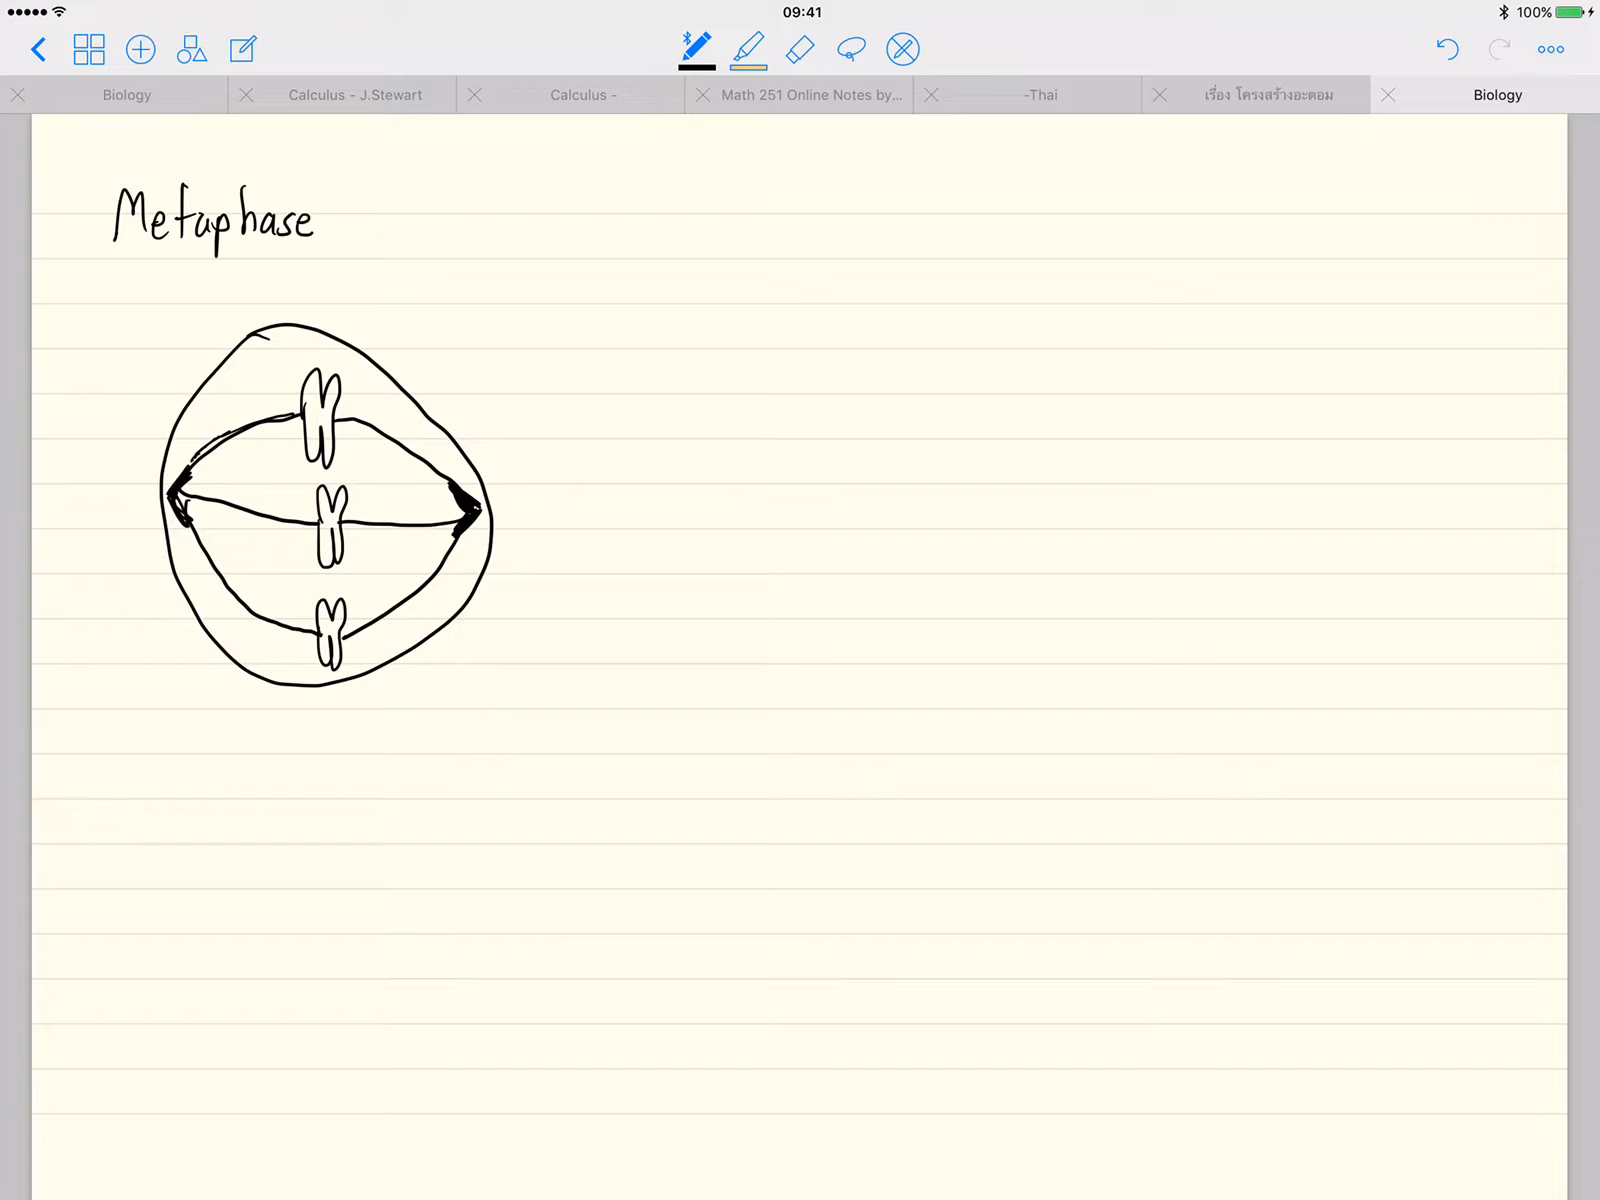 09:41
100%
Biology
Calculus - J.Stewart
Calculus -
Math 251 Online Notes by...
-Thai
เรื่อง โครงสร้างอะตอม
Biology
Metaphase